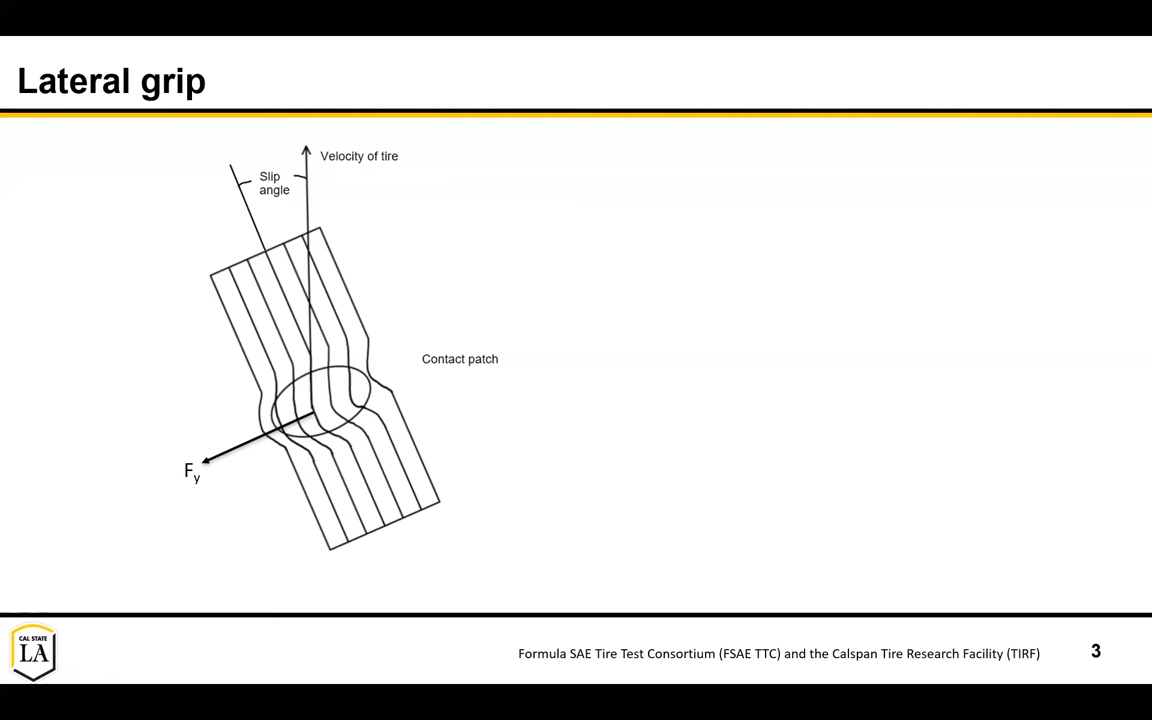 Lateral grip
Velocity of tire
Slip
angle
Contact patch
Fy
CAL STATE
LA
Formula SAE Tire Test Consortium (FSAE TTC) and the Calspan Tire Research Facility (TIRF)
3